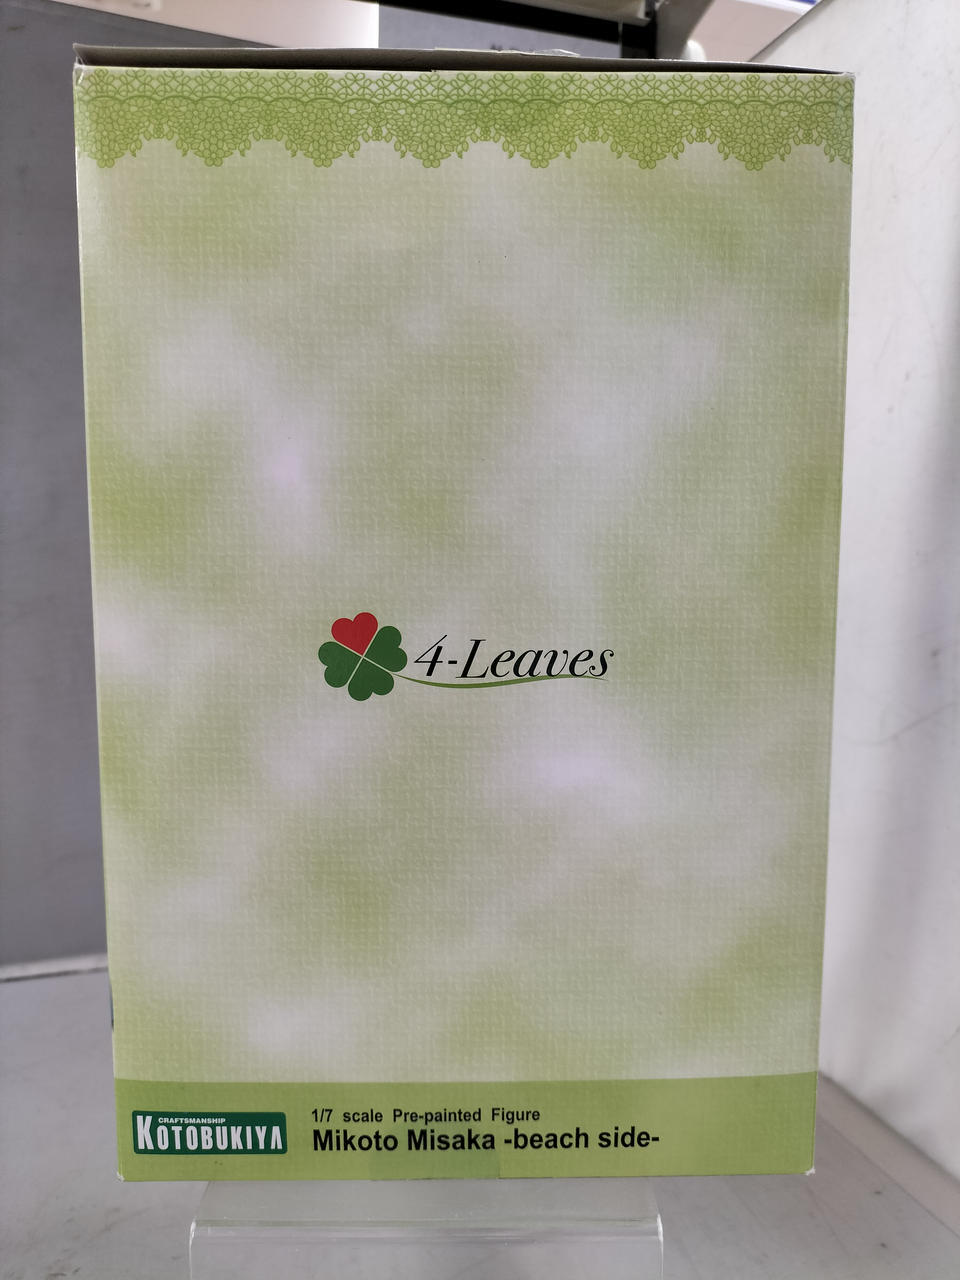 4-Leaves
CRAFTSMANSHIP
KOTOBUKIYA
1/7 scale Pre-painted Figure
Mikoto Misaka -beach side-